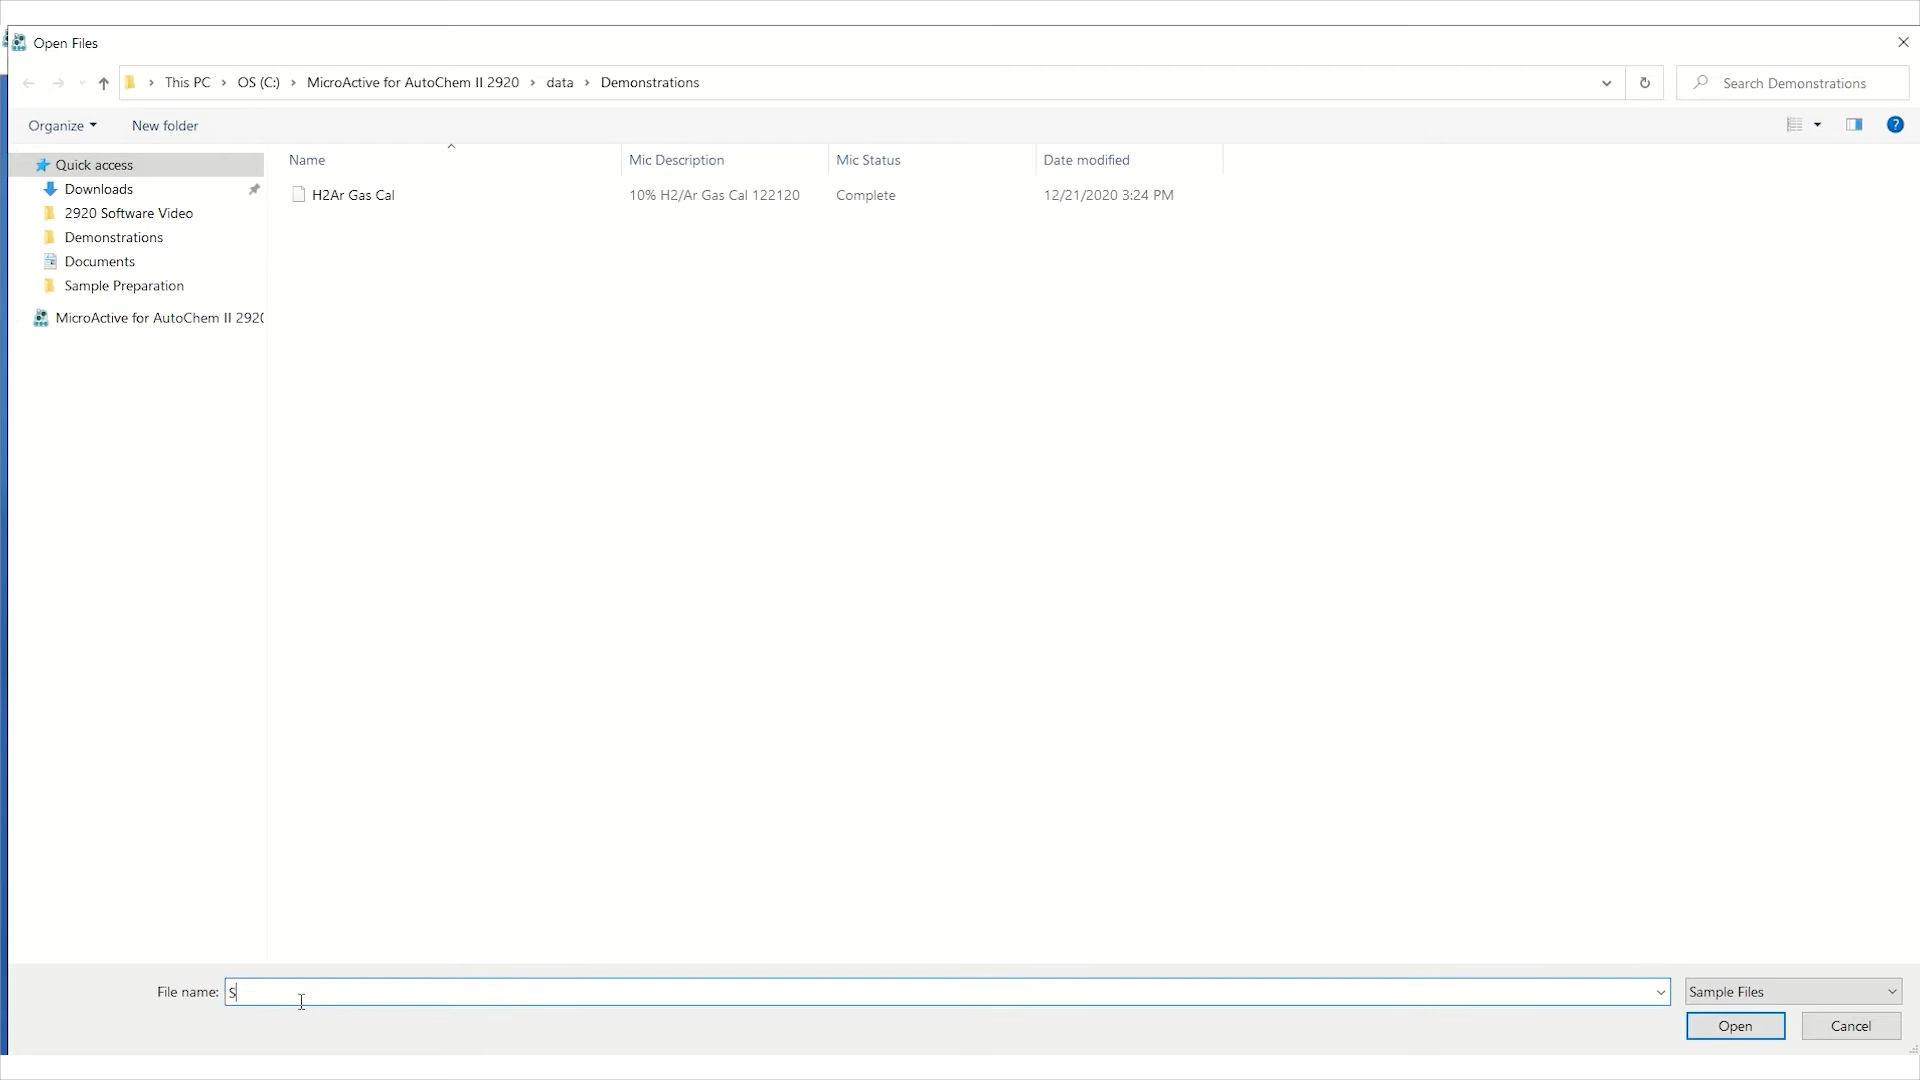 Open Files
This PC > OS (C:) > MicroActive for AutoChem II 2920 > data > Demonstrations
Search Demonstrations
Organize
New folder
?
Quick access
Downloads
2920 Software Video
Demonstrations
Documents
Sample Preparation
MicroActive for AutoChem II 292
Name Mic Description Mic Status Date modified
H2Ar Gas Cal 10% H2/Ar Gas Cal 122120 Complete 12/21/2020 3:24 PM
File name: S
Sample Files
Open Cancel